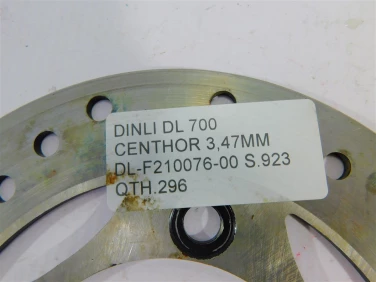 DINLI DL 700
CENTHOR 3,47MM
DL-F210076-00 S.923
QTH.296